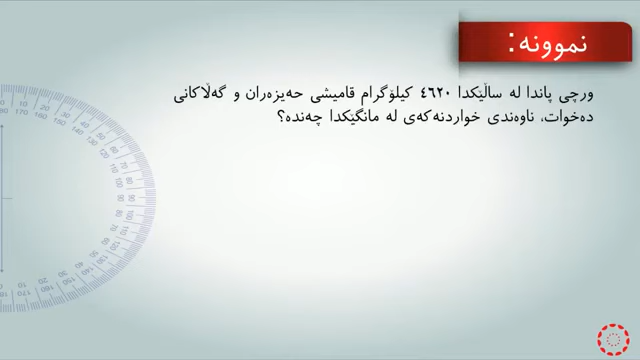 نموونە:
ورچی پاندا لە ساڵێکدا ٤٦٢٠ کیلۆگرام قامیشی حەیزەران و گەڵاکانی
دەخوات، ناوەندی خواردنەکەی لە مانگێکدا چەندە؟